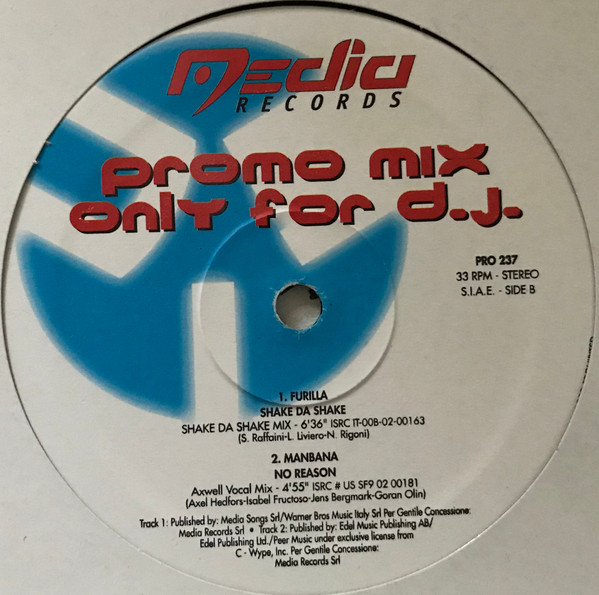 Media
RECORDS
promo mix
only for d.j.
PRO 237
33 RPM - STEREO
S.I.A.E. - SIDE B
1. FURILLA
SHAKE DA SHAKE
SHAKE DA SHAKE MIX - 6'36" ISRC IT-00B-02-00163
(S. Raffaini-L. Liviero-N. Rigoni)
2. MANBANA
NO REASON
Axwell Vocal Mix - 4'55" ISRC # US SF9 02 00181
(Axel Hedfors-Isabel Fructoso-Jens Bergmark-Goran Olin)
Track 1: Published by: Media Songs Srl/Warner Bros Music Italy Srl Per Gentile Concessione:
Media Records Srl • Track 2: Published by: Edel Music Publishing AB/
Edel Publishing Ltd./Peer Music under exclusive license from
C - Wype, Inc. Per Gentile Concessione:
Media Records Srl